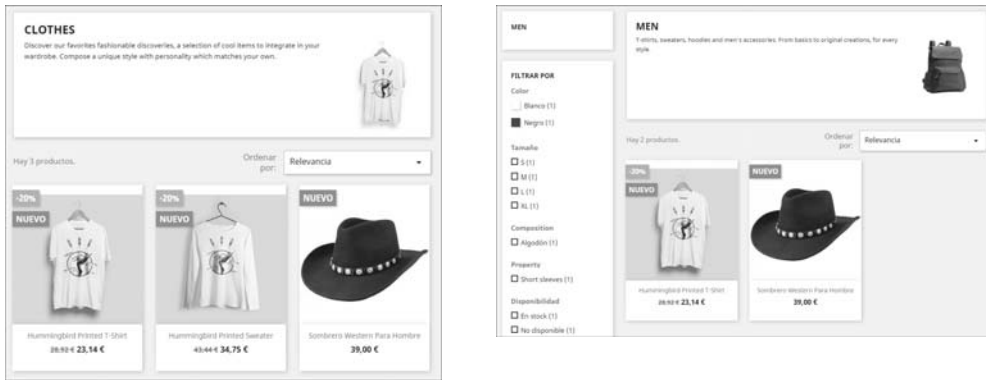 CLOTHES
Discover our favorites fashionable discoveries, a selection of cool items to integrate in your
wardrobe. Compose a unique style with personality which matches your own.
Hay 3 productos.
Ordenar
por:
Relevancia
-20%
NUEVO
-20%
NUEVO
NUEVO
Hummingbird Printed T-Shirt
28,92 € 23,14 €
Hummingbird Printed Sweater
43,44 € 34,75 €
Sombrero Western Para Hombre
39,00 €
MEN
FILTRAR POR
Color
Blanco (1)
Negro (1)
Tamaño
S (1)
M (1)
L (1)
XL (1)
Composition
Algodón (1)
Property
Short sleeves (1)
Disponibilidad
En stock (1)
No disponible (1)
MEN
T-shirts, sweaters, hoodies and men's accessories. From basics to original creations, for every
style.
Hay 2 productos.
Ordenar
por:
Relevancia
-20%
NUEVO
NUEVO
Hummingbird Printed T-Shirt
28,92 € 23,14 €
Sombrero Western Para Hombre
39,00 €